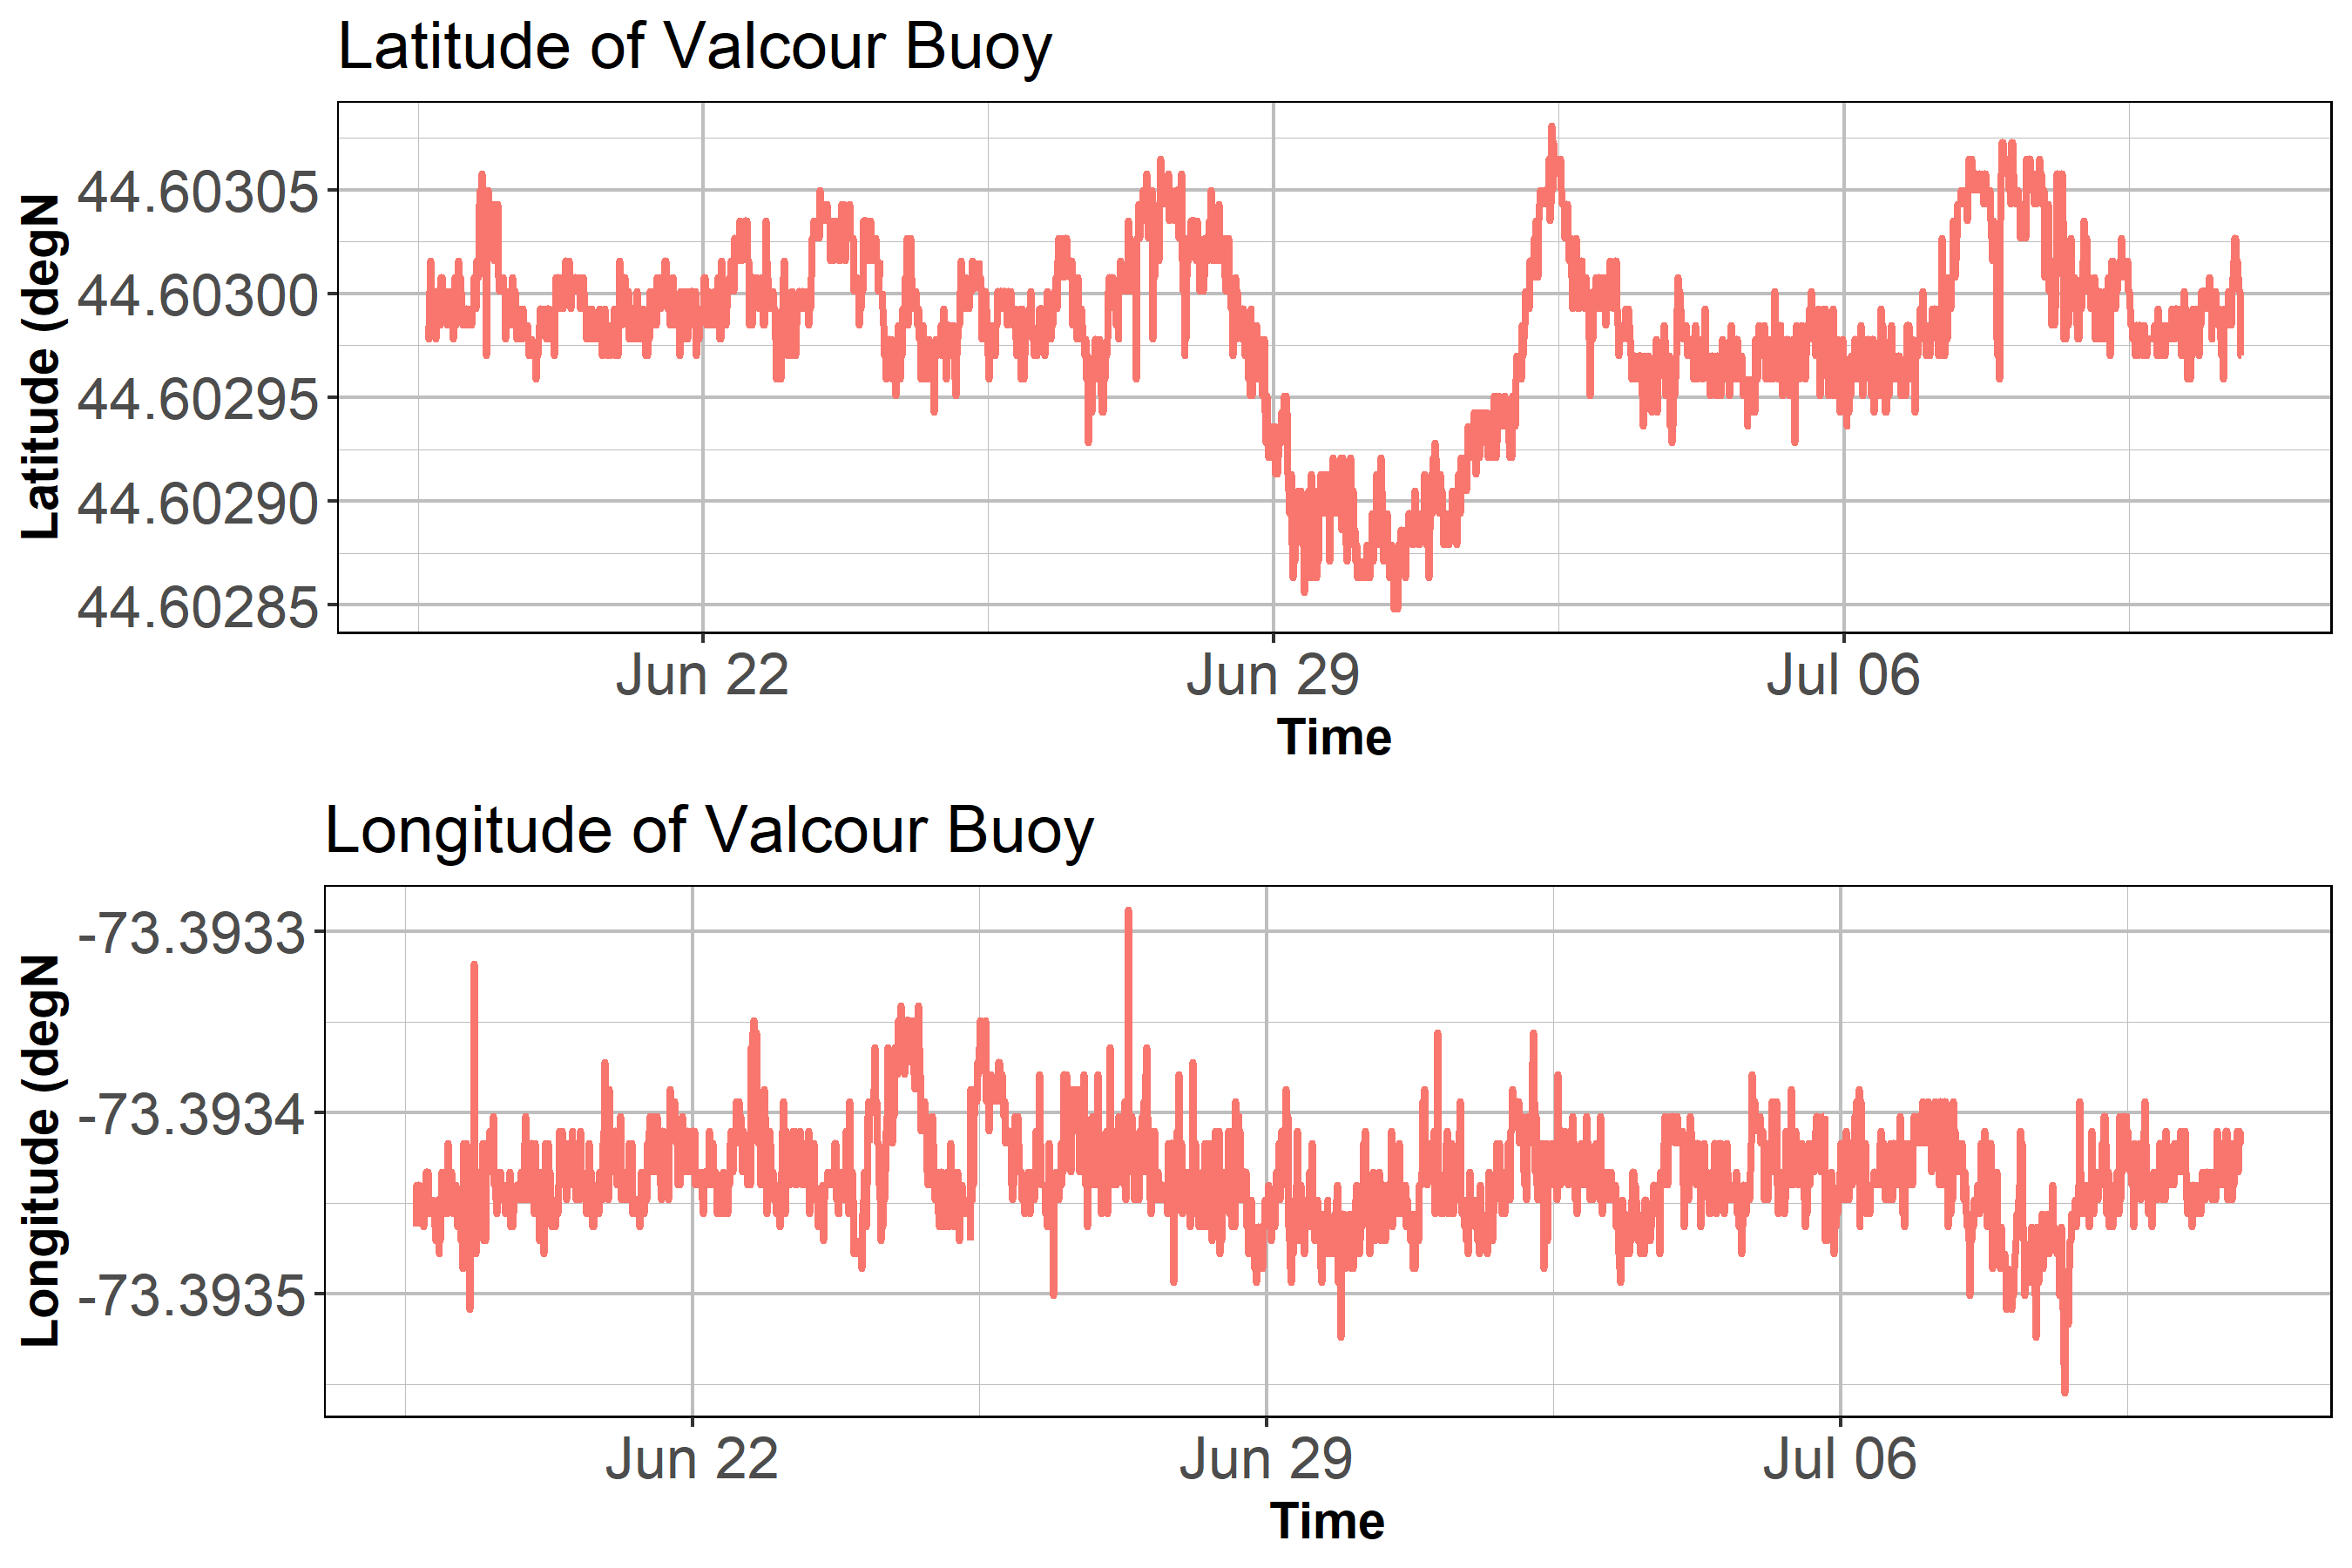 Latitude of Valcour Buoy
Latitude (degN
44.60305
44.60300
44.60295
44.60290
44.60285
Jun 22
Jun 29
Jul 06
Time
Longitude of Valcour Buoy
Longitude (degN
-73.3933
-73.3934
-73.3935
Jun 22
Jun 29
Jul 06
Time